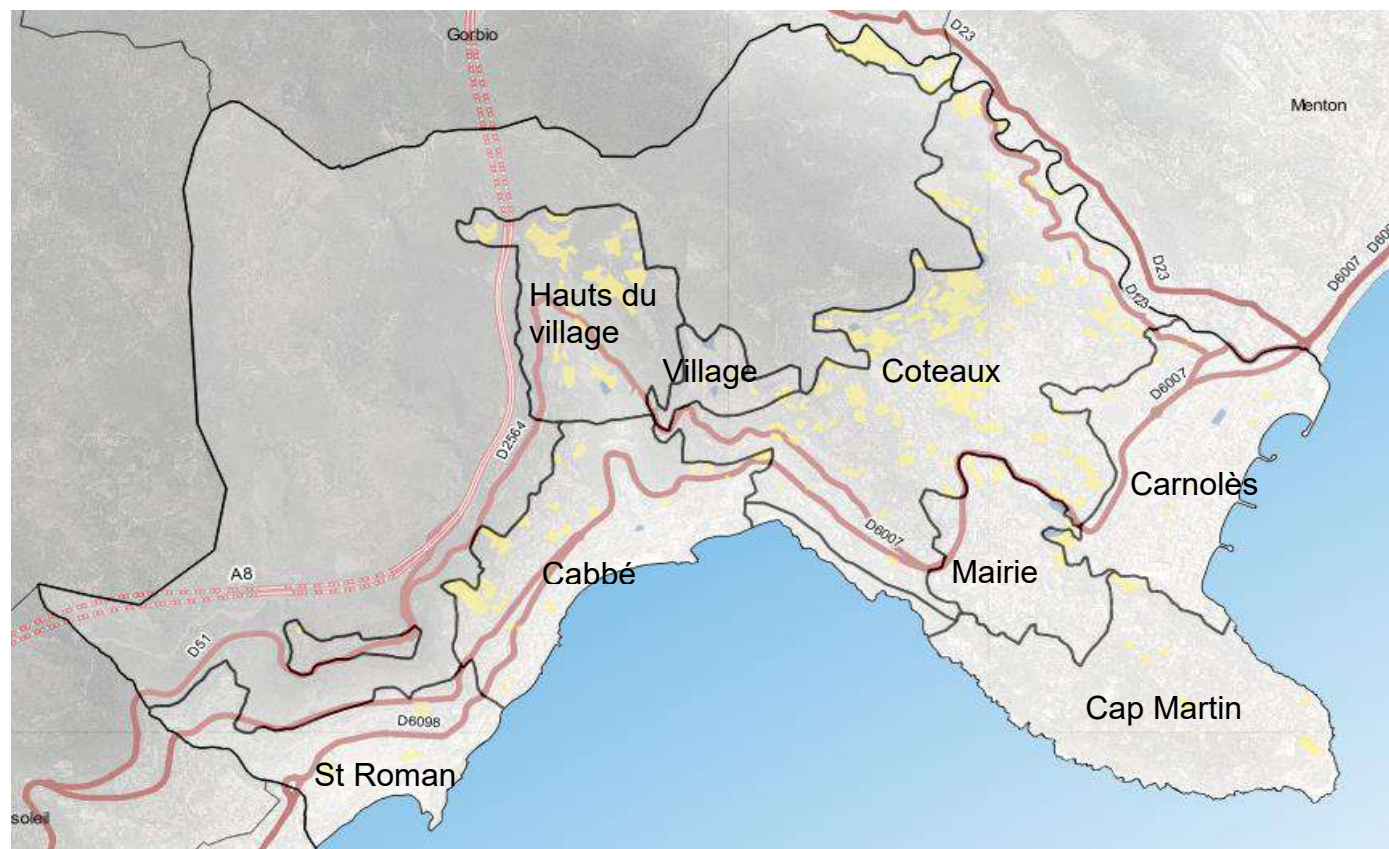 Gorbio
D23
Menton
D23
D6007
D600
D123
Hauts du
village
Village
Coteaux
D6007
D2564
Carnolès
D6007
A8
Cabbé
Mairie
D51
Cap Martin
D6098
St Roman
soleil